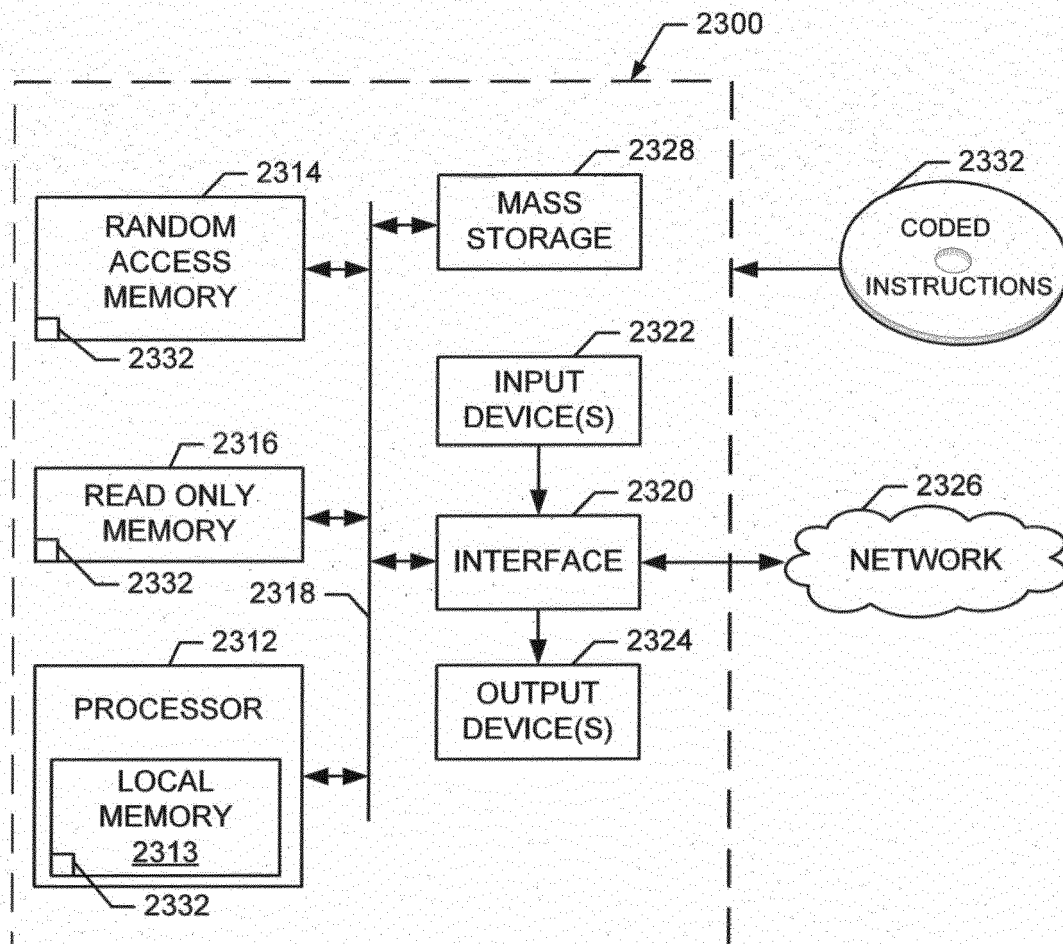 2300
2314
RANDOM
ACCESS
MEMORY
2332
2328
MASS
STORAGE
2332
CODED
INSTRUCTIONS
2322
INPUT
DEVICE(S)
2316
READ ONLY
MEMORY
2332
2318
2320
INTERFACE
2326
NETWORK
2312
PROCESSOR
LOCAL
MEMORY
2313
2332
2324
OUTPUT
DEVICE(S)